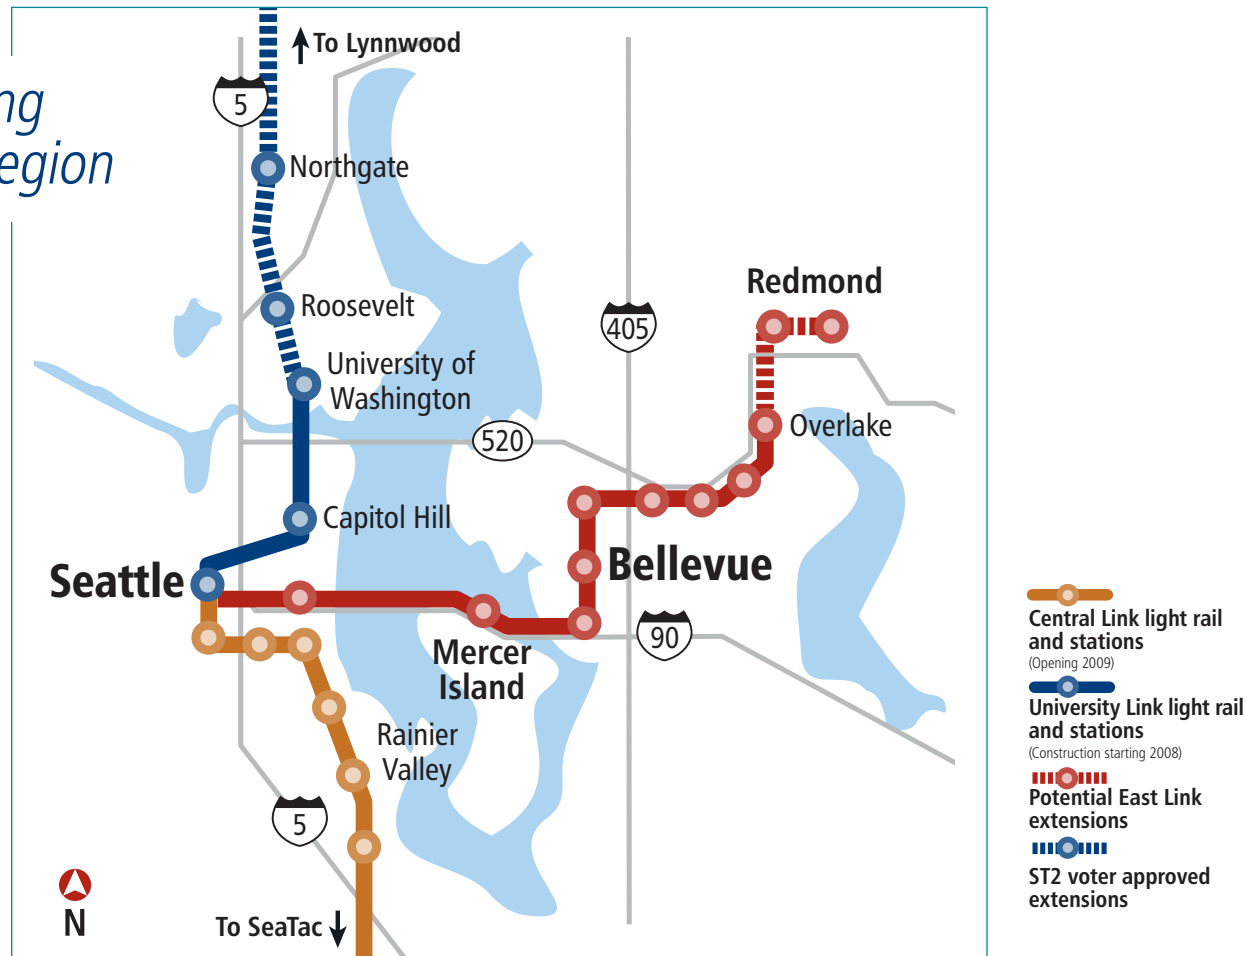 To Lynnwood
5
ng
egion
Northgate
Redmond
Roosevelt
405
University of
Washington
Overlake
520
Capitol Hill
Seattle
Bellevue
90
Mercer
Island
Rainier
Valley
5
To SeaTac
N
Central Link light rail
and stations
(Opening 2009)
University Link light rail
and stations
(Construction starting 2008)
Potential East Link
extensions
ST2 voter approved
extensions